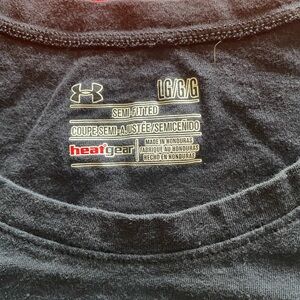 LG/G/G
SEMI-FITTED
COUPE SEMI-AJUSTÉE/SEMICEÑIDO
heatgear
MADE IN HONDURAS
FABRIQUÉ AU HONDURAS
HECHO EN HONDURAS